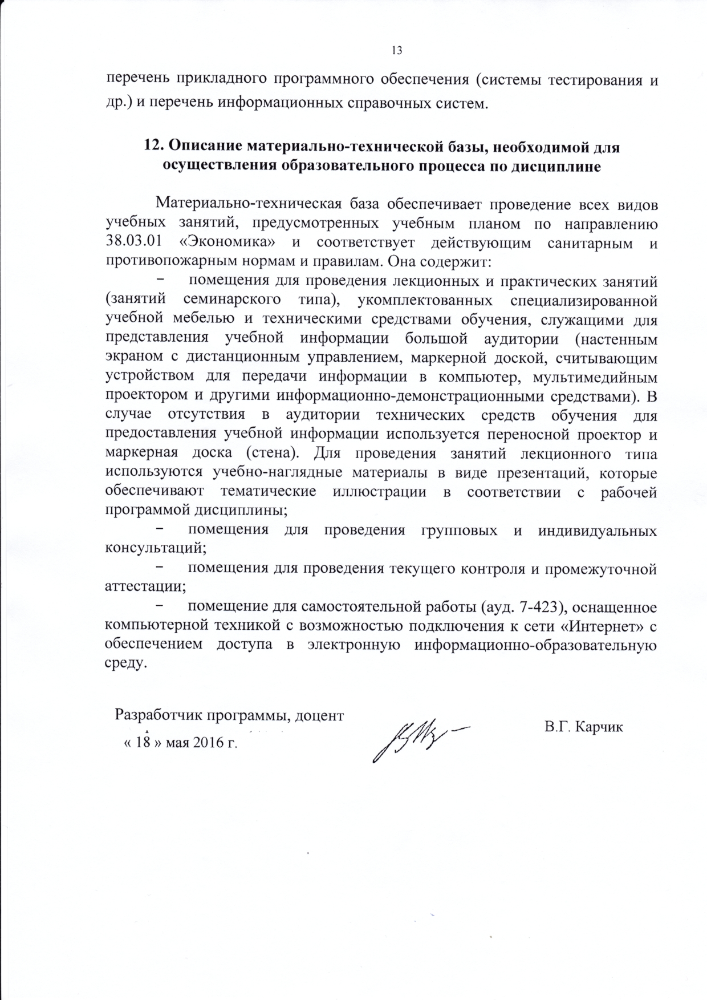 13
перечень прикладного программного обеспечения (системы тестирования и
др.) и перечень информационных справочных систем.
12. Описание материально-технической базы, необходимой для
осуществления образовательного процесса по дисциплине
Материально-техническая база обеспечивает проведение всех видов
учебных занятий, предусмотренных учебным планом по направлению
38.03.01 «Экономика» и соответствует действующим санитарным и
противопожарным нормам и правилам. Она содержит:
− помещения для проведения лекционных и практических занятий
(занятий семинарского типа), укомплектованных специализированной
учебной мебелью и техническими средствами обучения, служащими для
представления учебной информации большой аудитории (настенным
экраном с дистанционным управлением, маркерной доской, считывающим
устройством для передачи информации в компьютер, мультимедийным
проектором и другими информационно-демонстрационными средствами). В
случае отсутствия в аудитории технических средств обучения для
предоставления учебной информации используется переносной проектор и
маркерная доска (стена). Для проведения занятий лекционного типа
используются учебно-наглядные материалы в виде презентаций, которые
обеспечивают тематические иллюстрации в соответствии с рабочей
программой дисциплины;
− помещения для проведения групповых и индивидуальных
консультаций;
− помещения для проведения текущего контроля и промежуточной
аттестации;
− помещение для самостоятельной работы (ауд. 7-423), оснащенное
компьютерной техникой с возможностью подключения к сети «Интернет» с
обеспечением доступа в электронную информационно-образовательную
среду.
Разработчик программы, доцент
В.Г. Карчик
« 18 » мая 2016 г.